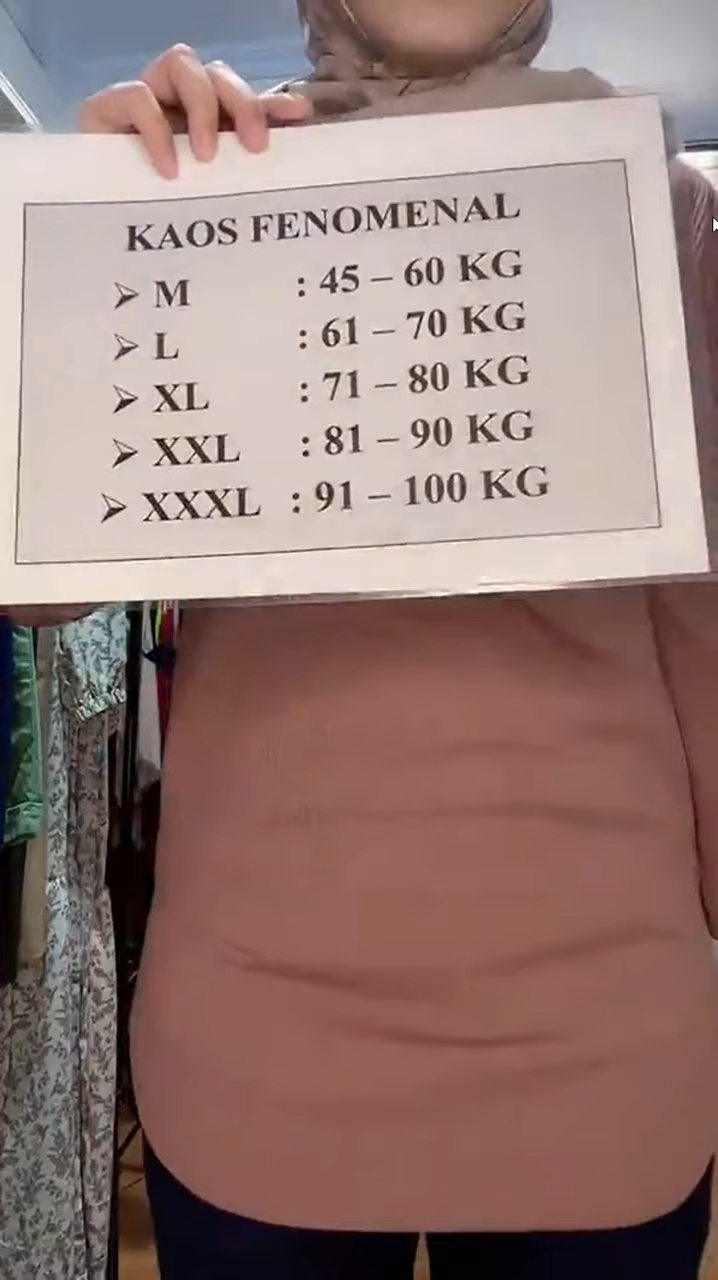 KAOS FENOMENAL
➢ M : 45 – 60 KG
➢ L : 61 – 70 KG
➢ XL : 71 – 80 KG
➢ XXL : 81 – 90 KG
➢ XXXL : 91 – 100 KG